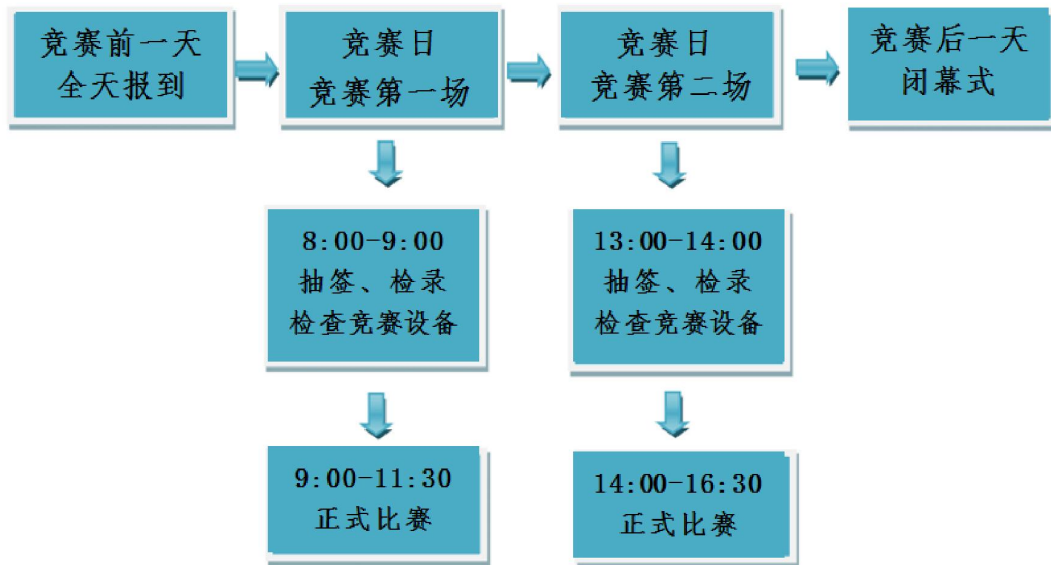 竞赛前一天
全天报到
竞赛日
竞赛第一场
竞赛日
竞赛第二场
竞赛后一天
闭幕式
8:00-9:00
抽签、检录
检查竞赛设备
13:00-14:00
抽签、检录
检查竞赛设备
9:00-11:30
正式比赛
14:00-16:30
正式比赛